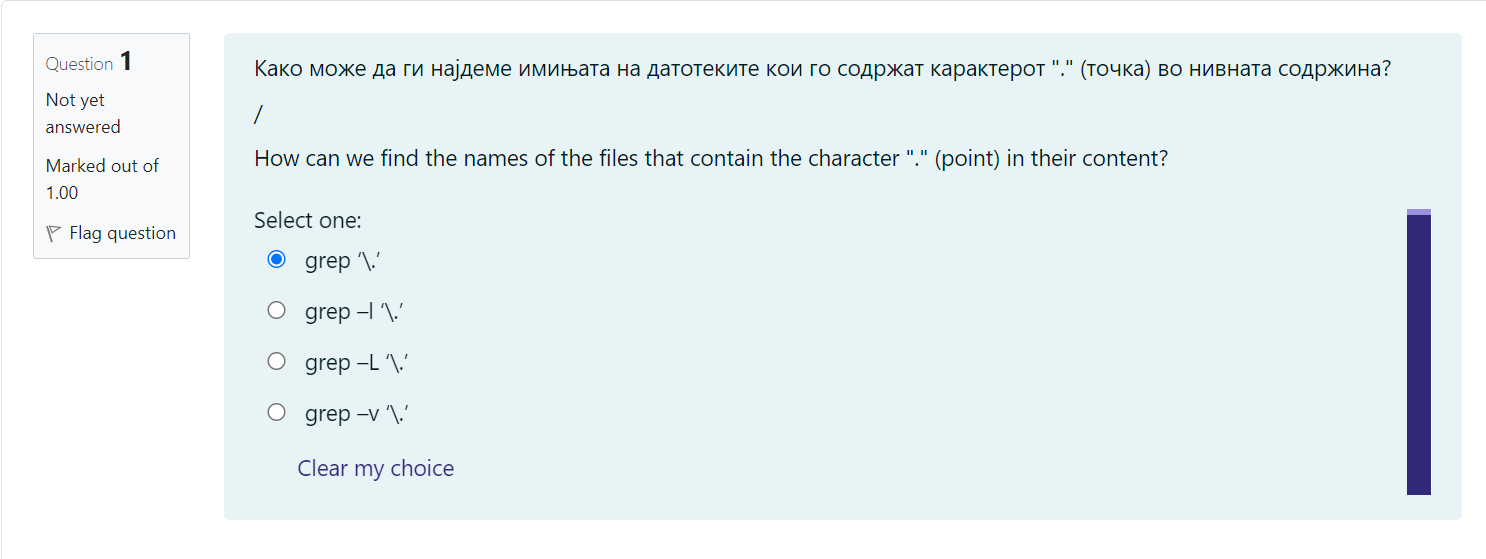 Question 1
Not yet
answered
Marked out of
1.00
Flag question
Како може да ги најдеме имињата на датотеките кои го содржат карактерот "." (точка) во нивната содржина?
/
How can we find the names of the files that contain the character "." (point) in their content?
Select one:
grep ‘\.’
grep –l ‘\.’
grep –L ‘\.’
grep –v ‘\.’
Clear my choice